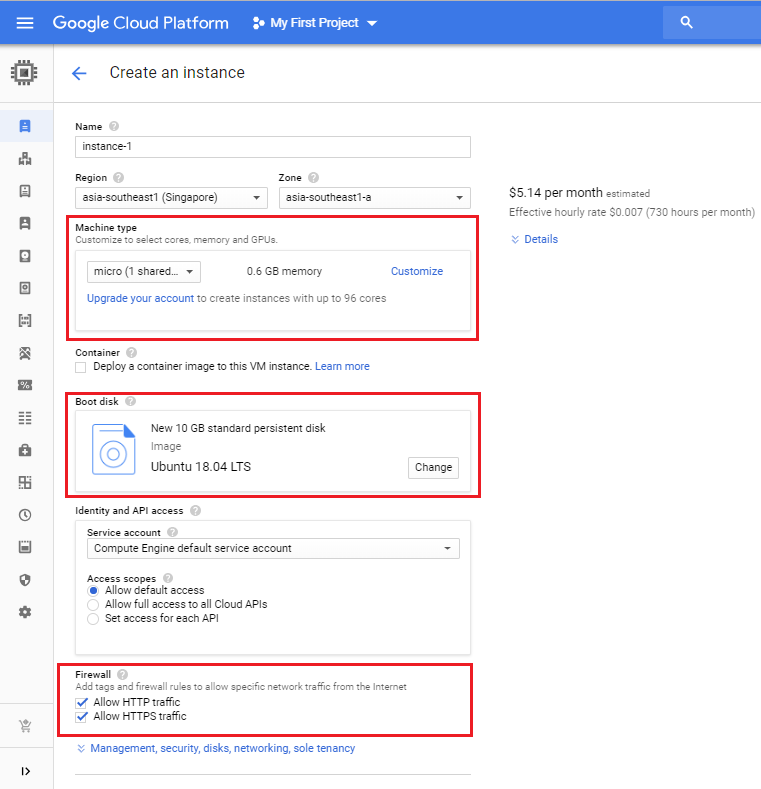 Google Cloud Platform My First Project
Create an instance
Name
instance-1
Region Zone
asia-southeast1 (Singapore) asia-southeast1-a
$5.14 per month estimated
Effective hourly rate $0.007 (730 hours per month)
Details
Machine type
Customize to select cores, memory and GPUs.
micro (1 shared... 0.6 GB memory Customize
Upgrade your account to create instances with up to 96 cores
Container
Deploy a container image to this VM instance. Learn more
Boot disk
New 10 GB standard persistent disk
Image
Ubuntu 18.04 LTS
Change
Identity and API access
Service account
Compute Engine default service account
Access scopes
Allow default access
Allow full access to all Cloud APIs
Set access for each API
Firewall
Add tags and firewall rules to allow specific network traffic from the Internet
Allow HTTP traffic
Allow HTTPS traffic
Management, security, disks, networking, sole tenancy